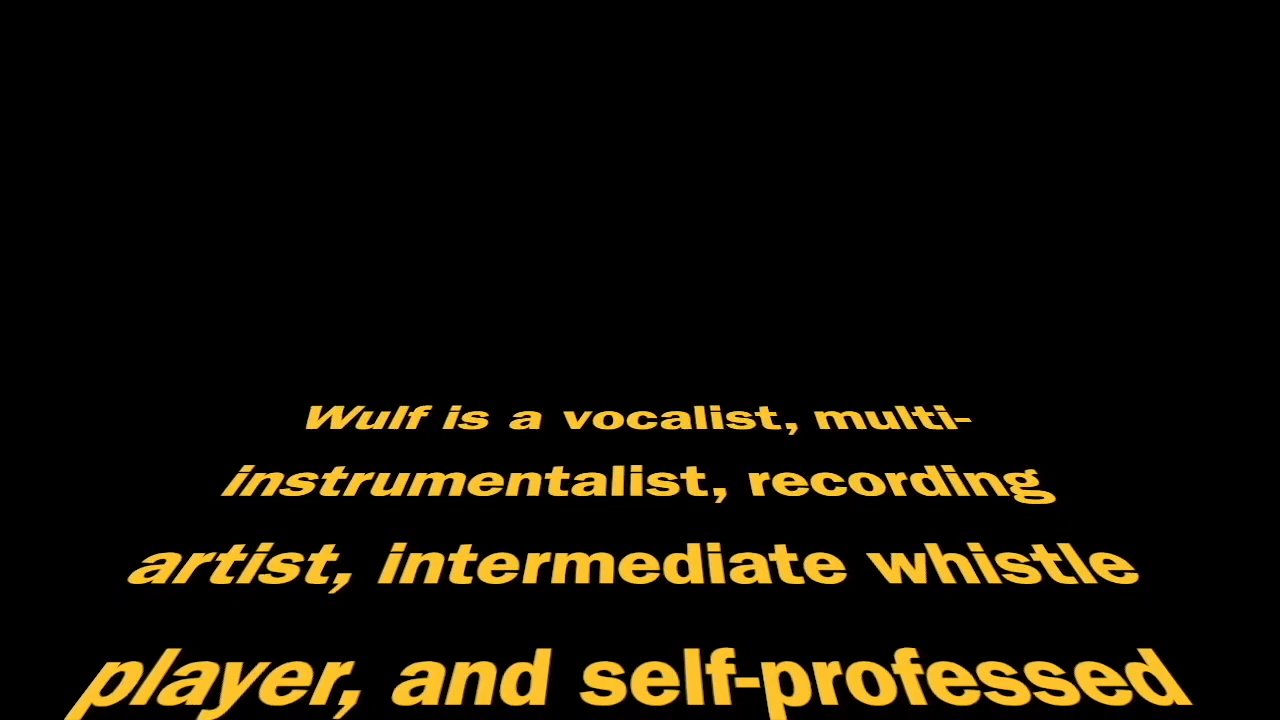 Wulf is a vocalist, multi-
instrumentalist, recording
artist, intermediate whistle
player, and self-professed